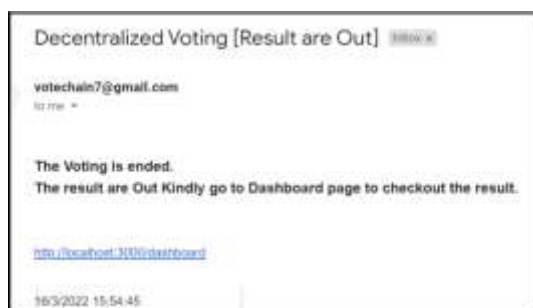 Decentralized Voting [Result are Out] Inbox x
votechain7@gmail.com
to me
The Voting is ended.
The result are Out Kindly go to Dashboard page to checkout the result.
http://localhost:3000/dashboard
16/3/2022 15:54:45